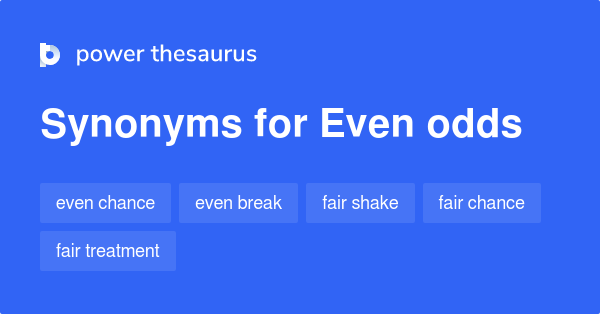 power thesaurus
Synonyms for Even odds
even chance even break fair shake fair chance
fair treatment